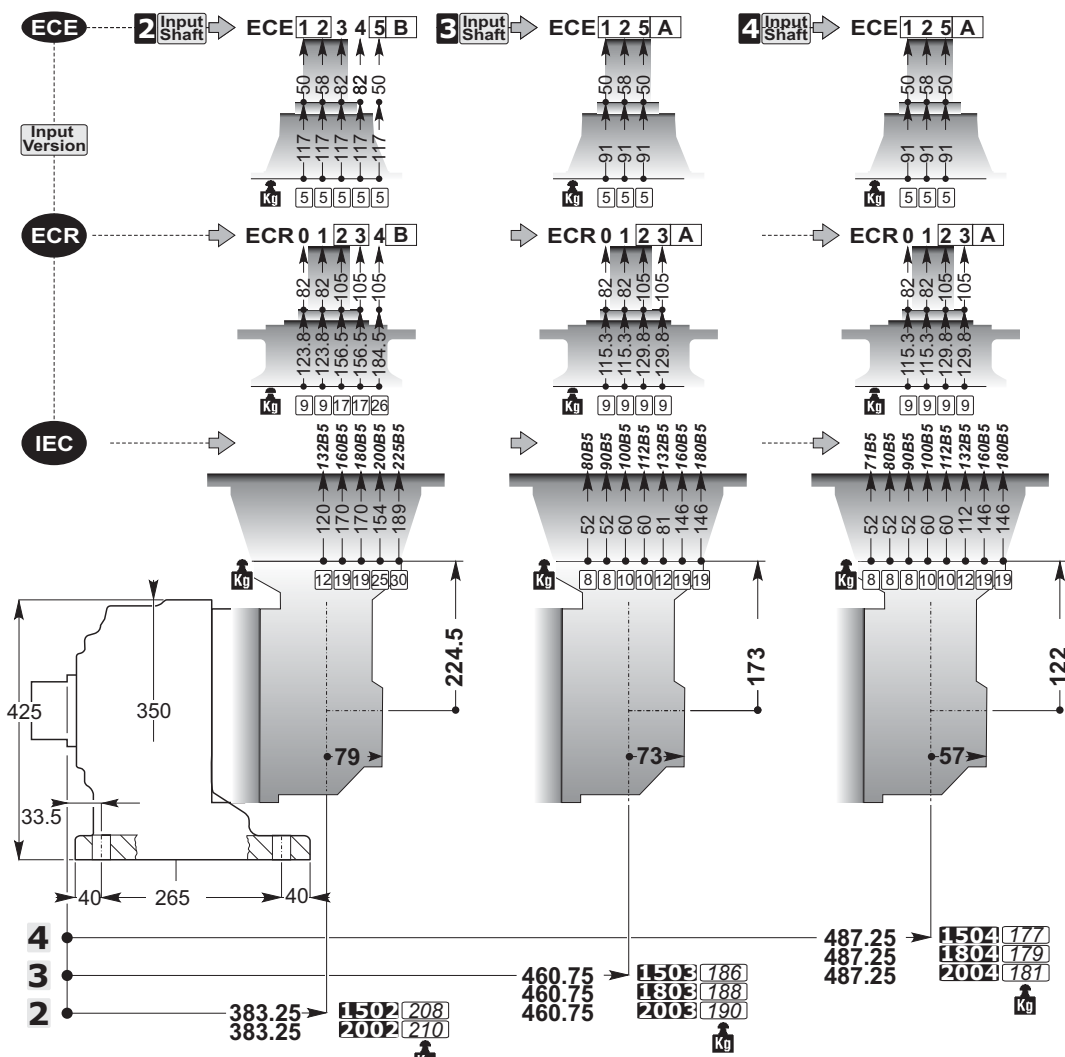 ECE 2 Input Shaft ECE 1 2 3 4 5 B 3 Input Shaft ECE 1 2 5 A 4 Input Shaft ECE 1 2 5 A
50 58 82 82 50 50 58 50 50 58 50
Input Version
117 117 117 117 117 91 91 91 91 91 91
Kg 5 5 5 5 5 Kg 5 5 5 Kg 5 5 5
ECR ECR 0 1 2 3 4 B ECR 0 1 2 3 A ECR 0 1 2 3 A
82 82 105 105 105 82 82 105 105 82 82 105 105
123.8 123.8 156.5 156.5 184.5 115.3 115.3 129.8 129.8 115.3 115.3 129.8 129.8
Kg 9 9 17 17 26 Kg 9 9 9 9 Kg 9 9 9 9
IEC 132B5 160B5 180B5 200B5 225B5 80B5 90B5 100B5 112B5 132B5 160B5 180B5 71B5 80B5 90B5 100B5 112B5 132B5 160B5 180B5
120 170 170 154 189 52 52 60 60 81 146 146 52 52 52 60 60 112 146 146
Kg 12 19 19 25 30 Kg 8 8 10 10 12 19 19 Kg 8 8 8 10 10 12 19 19
224.5 173 122
425 350
79 73 57
33.5
40 265 40
4 487.25 1504 177
487.25 1804 179
487.25 2004 181
Kg
3 460.75 1503 186
460.75 1803 188
460.75 2003 190
Kg
2 383.25 1502 208
383.25 2002 210
Kg